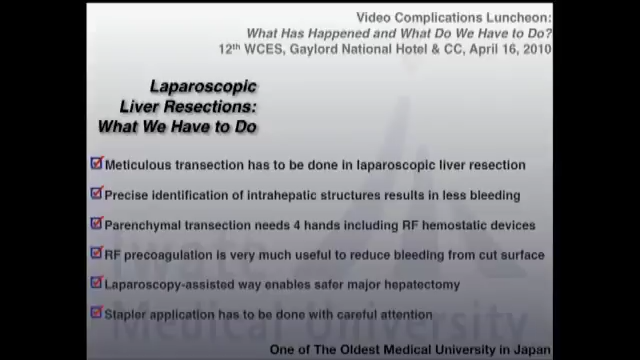 Video Complications Luncheon:
What Has Happened and What Do We Have to Do?
12th WCES, Gaylord National Hotel & CC, April 16, 2010
Laparoscopic
Liver Resections:
What We Have to Do
Meticulous transection has to be done in laparoscopic liver resection
Precise identification of intrahepatic structures results in less bleeding
Parenchymal transection needs 4 hands including RF hemostatic devices
RF precoagulation is very much useful to reduce bleeding from cut surface
Laparoscopy-assisted way enables safer major hepatectomy
Stapler application has to be done with careful attention
Iwate
Medical University
One of The Oldest Medical University in Japan